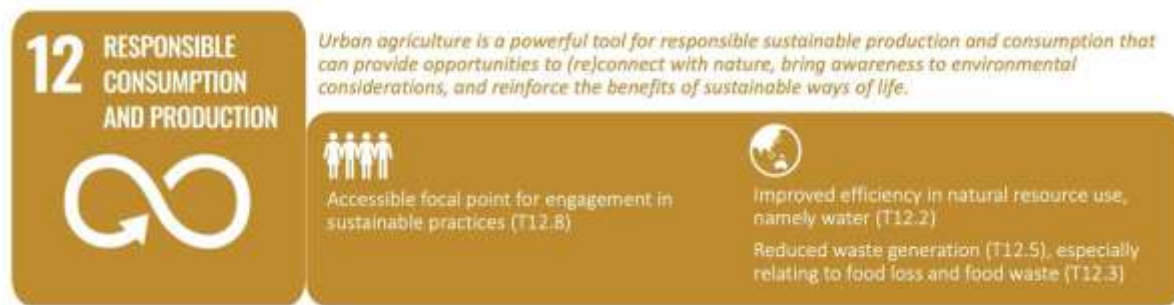 12 RESPONSIBLE
CONSUMPTION
AND PRODUCTION
Urban agriculture is a powerful tool for responsible sustainable production and consumption that
can provide opportunities to (re)connect with nature, bring awareness to environmental
considerations, and reinforce the benefits of sustainable ways of life.
Accessible focal point for engagement in
sustainable practices (T12.8)
Improved efficiency in natural resource use,
namely water (T12.2)
Reduced waste generation (T12.5), especially
relating to food loss and food waste (T12.3)